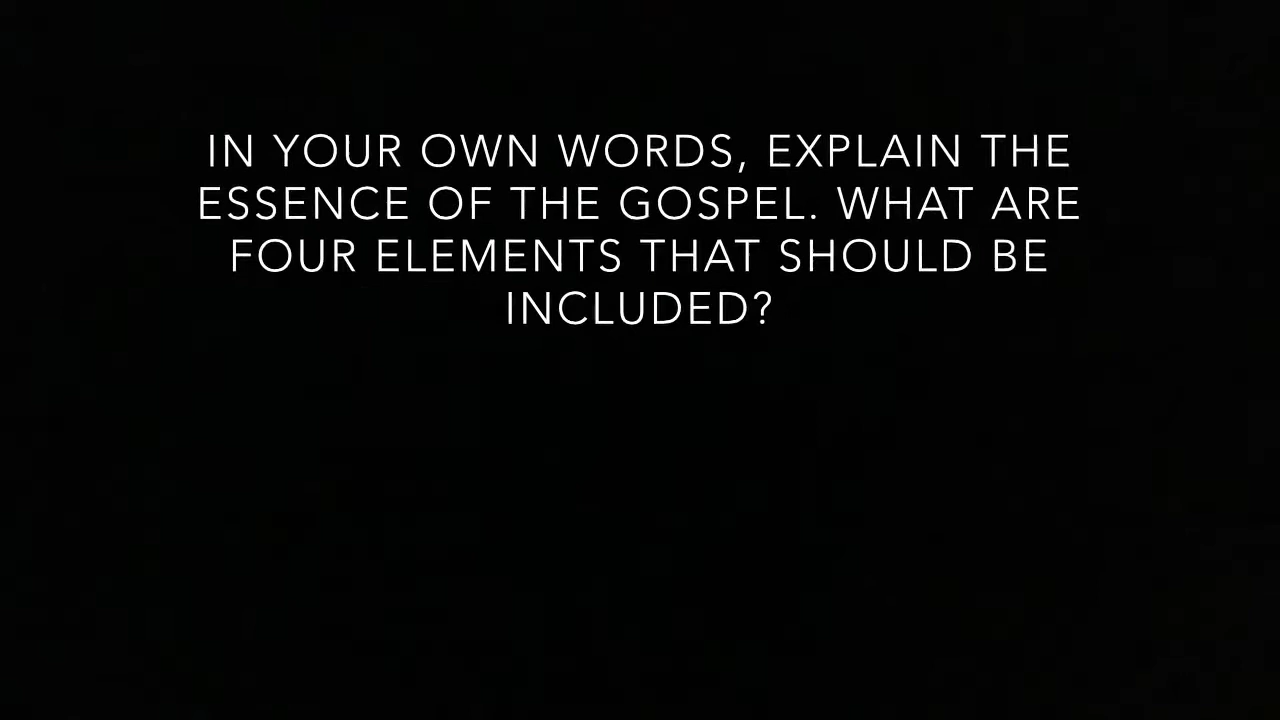 IN YOUR OWN WORDS, EXPLAIN THE
ESSENCE OF THE GOSPEL. WHAT ARE
FOUR ELEMENTS THAT SHOULD BE
INCLUDED?